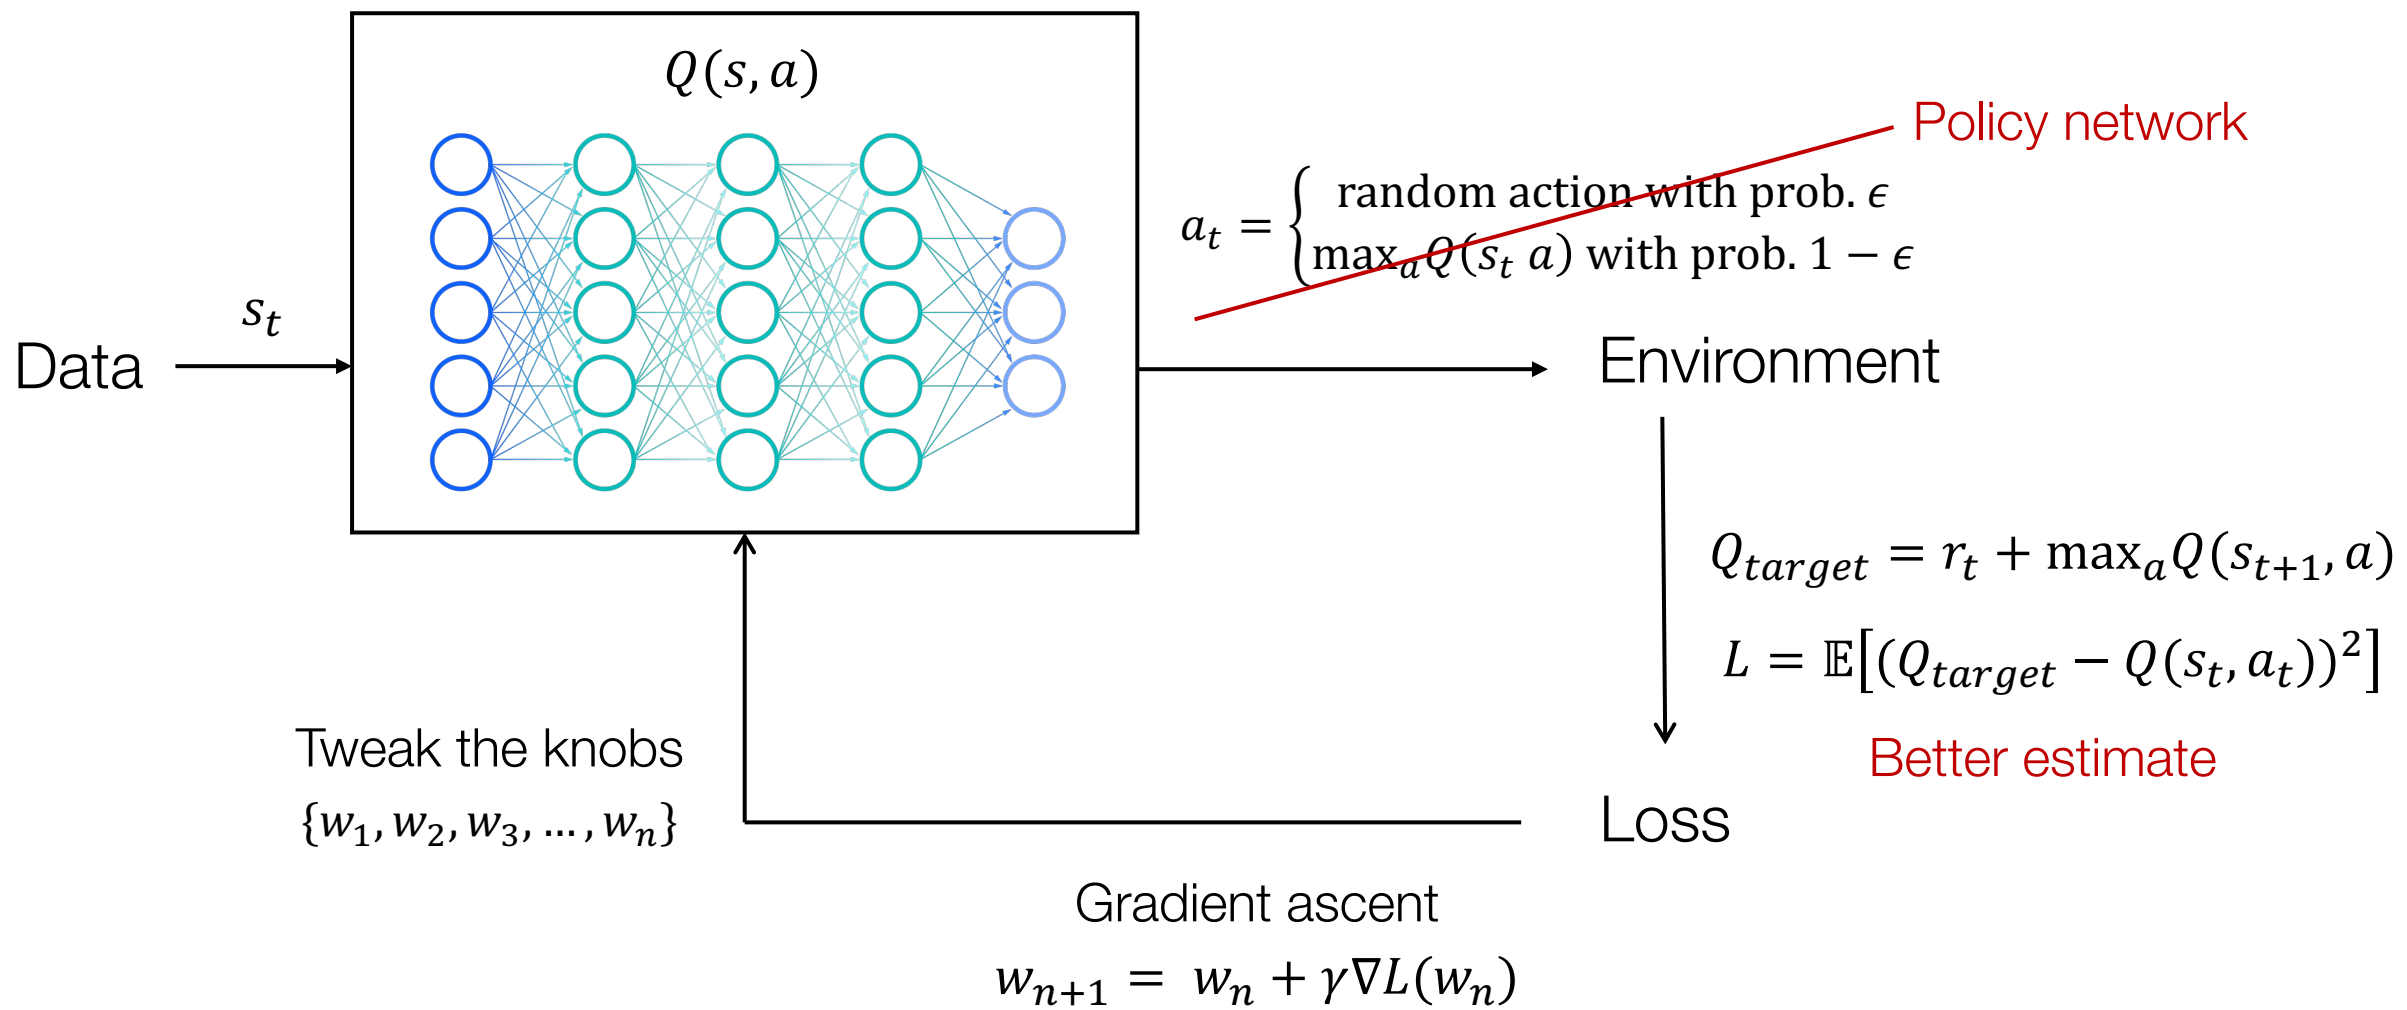 Q(s, a)
Policy network
a_t = { random action with prob. ϵ
max_a Q(s_t a) with prob. 1 − ϵ
s_t
Data
Environment
Q_target = r_t + max_a Q(s_{t+1}, a)
L = 𝔼[(Q_target − Q(s_t, a_t))^2]
Better estimate
Tweak the knobs
{w_1, w_2, w_3, … , w_n}
Loss
Gradient ascent
w_{n+1} = w_n + γ∇L(w_n)